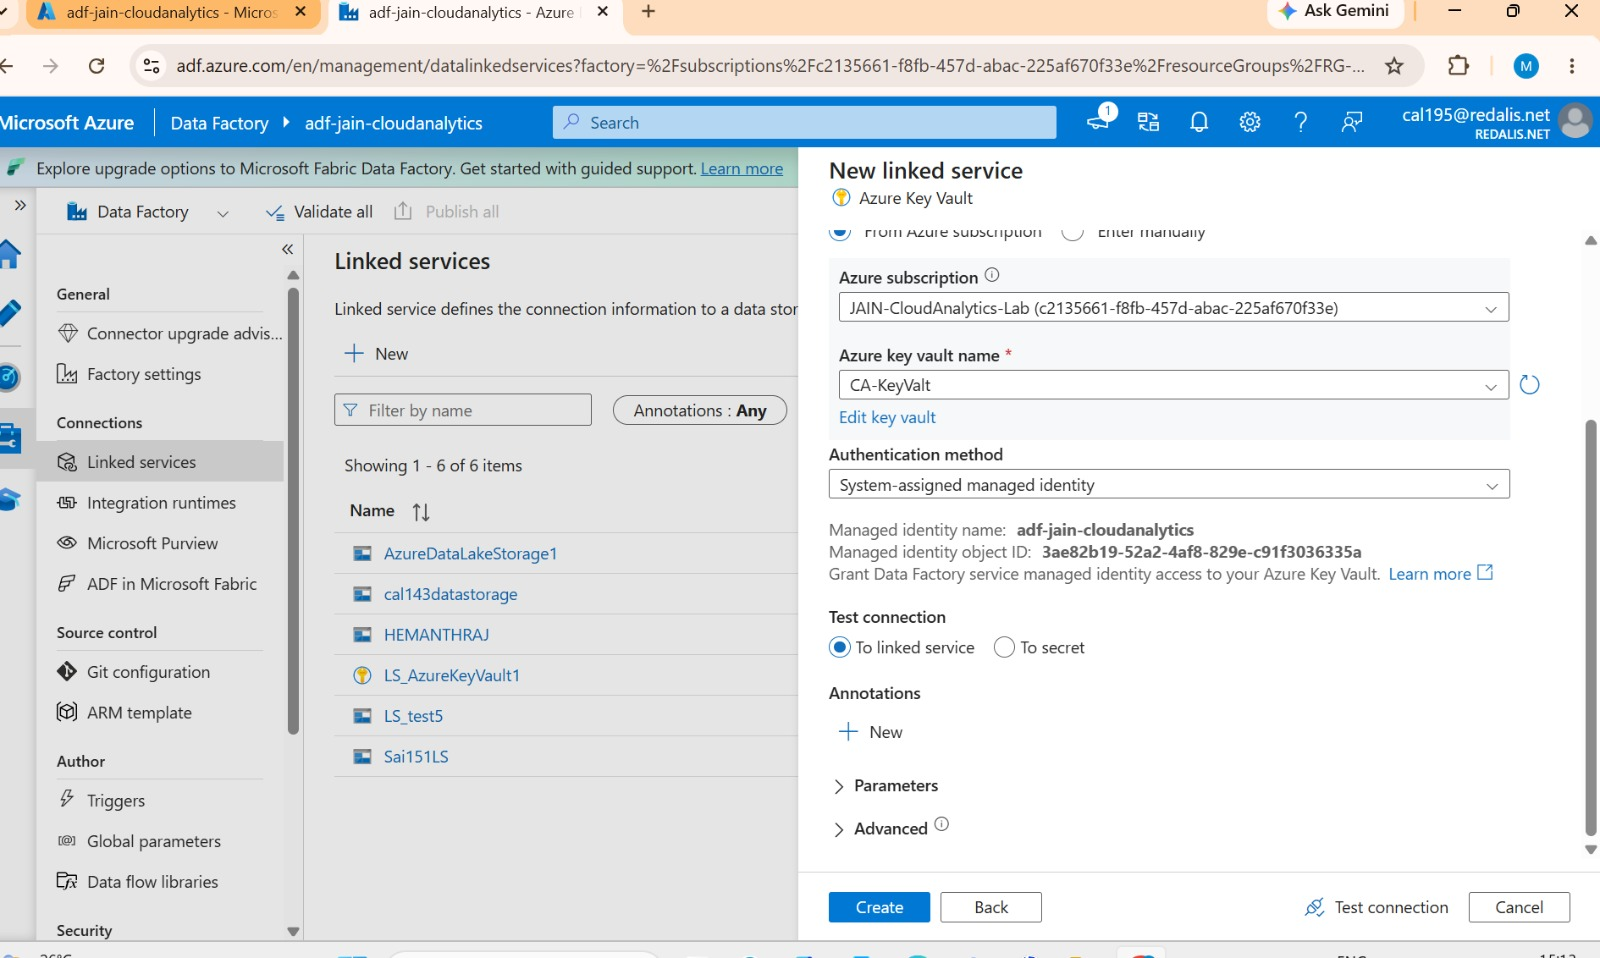 adf-jain-cloudanalytics - Micros
adf-jain-cloudanalytics - Azure
Ask Gemini
adf.azure.com/en/management/datalinkedservices?factory=%2Fsubscriptions%2Fc2135661-f8fb-457d-abac-225af670f33e%2FresourceGroups%2FRG-...
M
Microsoft Azure
Data Factory
adf-jain-cloudanalytics
Search
1
cal195@redalis.net
REDALIS.NET
Explore upgrade options to Microsoft Fabric Data Factory. Get started with guided support. Learn more
Data Factory
Validate all
Publish all
General
Connector upgrade advis...
Factory settings
Connections
Linked services
Integration runtimes
Microsoft Purview
ADF in Microsoft Fabric
Source control
Git configuration
ARM template
Author
Triggers
Global parameters
Data flow libraries
Security
Linked services
Linked service defines the connection information to a data stor
New
Filter by name
Annotations : Any
Showing 1 - 6 of 6 items
Name
AzureDataLakeStorage1
cal143datastorage
HEMANTHRAJ
LS_AzureKeyVault1
LS_test5
Sai151LS
New linked service
Azure Key Vault
From Azure subscription
Enter manually
Azure subscription
JAIN-CloudAnalytics-Lab (c2135661-f8fb-457d-abac-225af670f33e)
Azure key vault name *
CA-KeyValt
Edit key vault
Authentication method
System-assigned managed identity
Managed identity name: adf-jain-cloudanalytics
Managed identity object ID: 3ae82b19-52a2-4af8-829e-c91f3036335a
Grant Data Factory service managed identity access to your Azure Key Vault. Learn more
Test connection
To linked service
To secret
Annotations
New
Parameters
Advanced
Create
Back
Test connection
Cancel